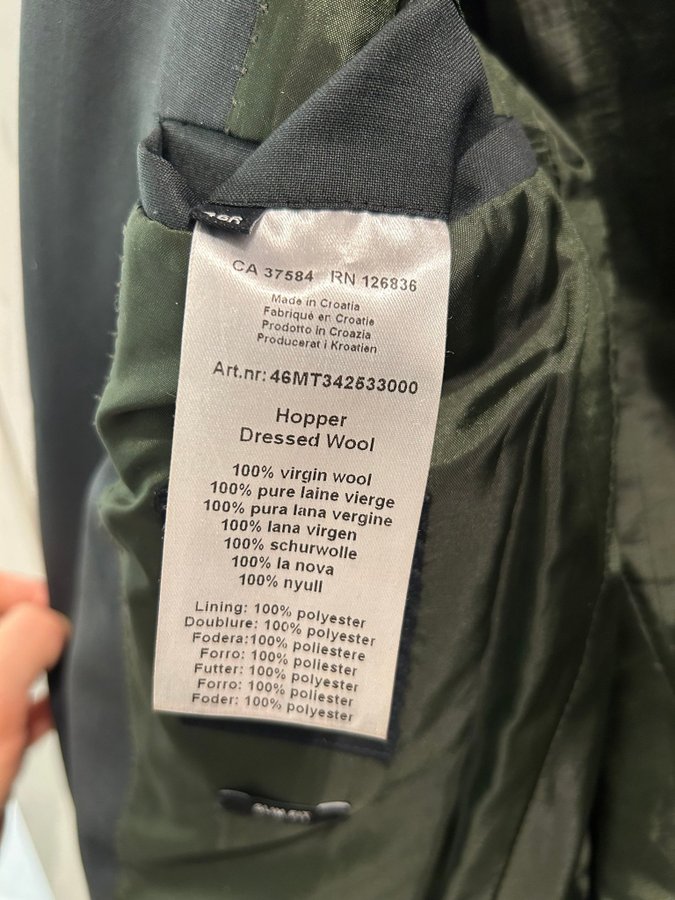 CA 37584 RN 126836
Made in Croatia
Fabriqué en Croatie
Prodotto in Croazia
Producerat i Kroatien
Art.nr: 46MT342533000
Hopper
Dressed Wool
100% virgin wool
100% pure laine vierge
100% pura lana vergine
100% lana virgen
100% schurwolle
100% la nova
100% nyull
Lining: 100% polyester
Doublure: 100% polyester
Fodera:100% poliestere
Forro: 100% poliester
Futter: 100% polyester
Forro: 100% poliester
Foder: 100% polyester